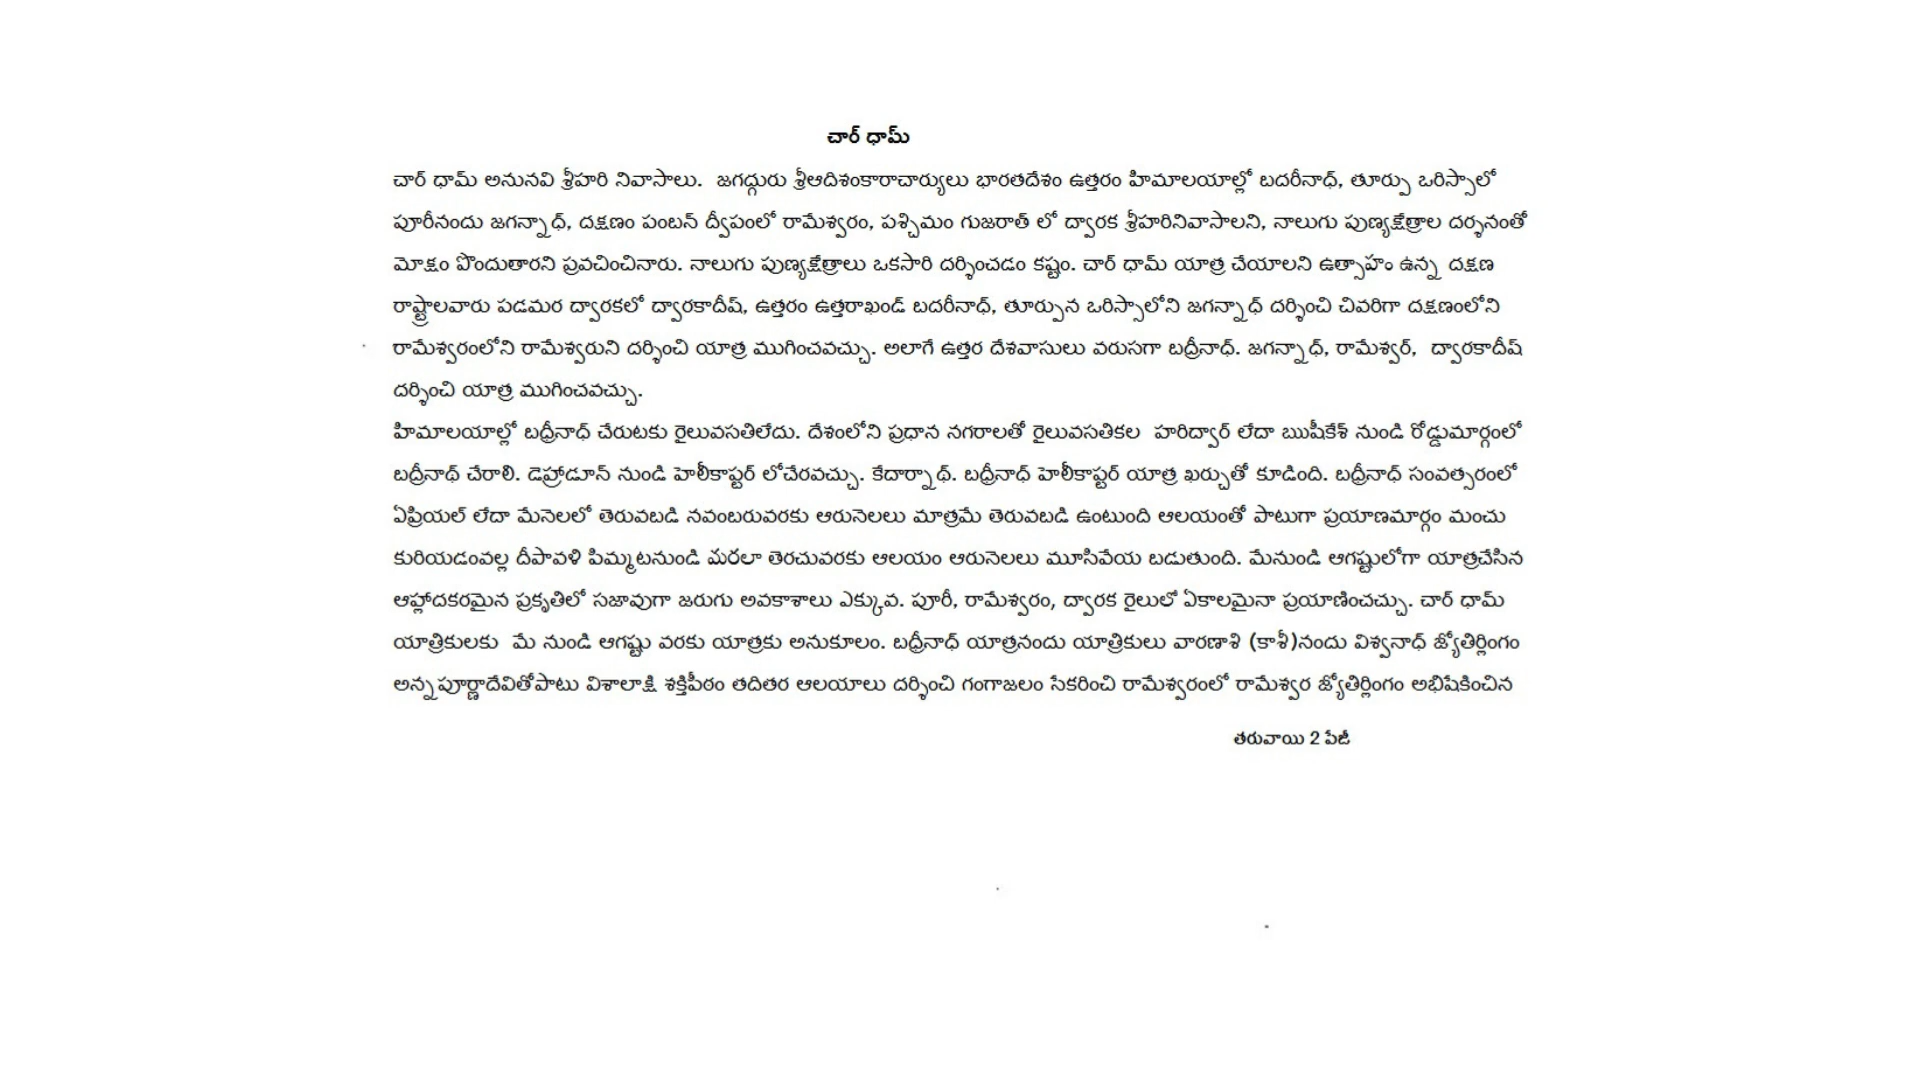 చార్ ధామ్
చార్ ధామ్ అనునవి శ్రీహరి నివాసాలు. జగద్గురు శ్రీఆదిశంకారాచార్యులు భారతదేశం ఉత్తరం హిమాలయాల్లో బదరీనాధ్, తూర్పు ఒరిస్సాలో
పూరీనందు జగన్నాధ్, దక్షణం పంబన్ ద్వీపంలో రామేశ్వరం, పశ్చిమం గుజరాత్ లో ద్వారక శ్రీహరినివాసాలని, నాలుగు పుణ్యక్షేత్రాల దర్శనంతో
మోక్షం పొందుతారని ప్రవచించినారు. నాలుగు పుణ్యక్షేత్రాలు ఒకసారి దర్శించడం కష్టం. చార్ ధామ్ యాత్ర చేయాలని ఉత్సాహం ఉన్న దక్షణ
రాష్ట్రాలవారు పడమర ద్వారకలో ద్వారకాదీష్, ఉత్తరం ఉత్తరాఖండ్ బదరీనాధ్, తూర్పున ఒరిస్సాలోని జగన్నాధ్ దర్శించి చివరిగా దక్షణంలోని
రామేశ్వరంలోని రామేశ్వరుని దర్శించి యాత్ర ముగించవచ్చు. అలాగే ఉత్తర దేశవాసులు వరుసగా బద్రీనాధ్. జగన్నాధ్, రామేశ్వర్, ద్వారకాదీష్
దర్శించి యాత్ర ముగించవచ్చు.
హిమాలయాల్లో బద్రీనాధ్ చేరుటకు రైలువసతిలేదు. దేశంలోని ప్రధాన నగరాలతో రైలువసతికల హరిద్వార్ లేదా ఋషీకేశ్ నుండి రోడ్డుమార్గంలో
బద్రీనాథ్ చేరాలి. డెహ్రాడూన్ నుండి హెలీకాప్టర్ లోచేరవచ్చు. కేదార్నాథ్. బద్రీనాధ్ హెలీకాప్టర్ యాత్ర ఖర్చుతో కూడింది. బద్రీనాధ్ సంవత్సరంలో
ఏప్రియల్ లేదా మేనెలలో తెరువబడి నవంబరువరకు ఆరునెలలు మాత్రమే తెరువబడి ఉంటుంది ఆలయంతో పాటుగా ప్రయాణమార్గం మంచు
కురియడంవల్ల దీపావళి పిమ్మటనుండి మరలా తెరచువరకు ఆలయం ఆరునెలలు మూసివేయ బడుతుంది. మేనుండి ఆగష్టులోగా యాత్రచేసిన
ఆహ్లాదకరమైన ప్రకృతిలో సజావుగా జరుగు అవకాశాలు ఎక్కువ. పూరీ, రామేశ్వరం, ద్వారక రైలులో ఏకాలమైనా ప్రయాణించచ్చు. చార్ ధామ్
యాత్రికులకు మే నుండి ఆగష్టు వరకు యాత్రకు అనుకూలం. బద్రీనాధ్ యాత్రనందు యాత్రికులు వారణాశి (కాశీ)నందు విశ్వనాధ్ జ్యోతిర్లింగం
అన్నపూర్ణాదేవితోపాటు విశాలాక్షి శక్తిపీఠం తదితర ఆలయాలు దర్శించి గంగాజలం సేకరించి రామేశ్వరంలో రామేశ్వర జ్యోతిర్లింగం అభిషేకించిన
తరువాయి 2 పేజీ